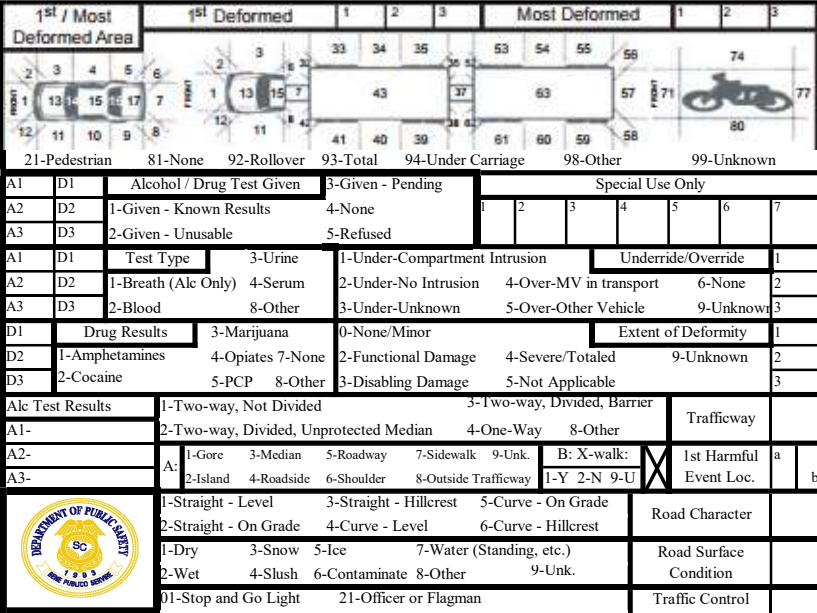 1st / Most
Deformed Area
1st Deformed 1 2 3 Most Deformed 1 2 3
2 3 4 5 6
FRONT 1 13 14 15 16 17 7
12 11 10 9 8
3
2 6
FRONT 1 13 15 7
12 11 8
33 34 35
43
41 40 39
37
53 54 55 56
63 57
61 60 59 58
74
FRONT 71 77
80
21-Pedestrian 81-None 92-Rollover 93-Total 94-Under Carriage 98-Other 99-Unknown
A1 D1 Alcohol / Drug Test Given 3-Given - Pending Special Use Only
A2 D2 1-Given - Known Results 4-None 1 2 3 4 5 6 7
A3 D3 2-Given - Unusable 5-Refused
A1 D1 Test Type 3-Urine 1-Under-Compartment Intrusion Underride/Override 1
A2 D2 1-Breath (Alc Only) 4-Serum 2-Under-No Intrusion 4-Over-MV in transport 6-None 2
A3 D3 2-Blood 8-Other 3-Under-Unknown 5-Over-Other Vehicle 9-Unknown 3
D1 Drug Results 3-Marijuana 0-None/Minor Extent of Deformity 1
D2 1-Amphetamines 4-Opiates 7-None 2-Functional Damage 4-Severe/Totaled 9-Unknown 2
D3 2-Cocaine 5-PCP 8-Other 3-Disabling Damage 5-Not Applicable 3
Alc Test Results 1-Two-way, Not Divided 3-Two-way, Divided, Barrier Trafficway
A1- 2-Two-way, Divided, Unprotected Median 4-One-Way 8-Other
A2- A: 1-Gore 3-Median 5-Roadway 7-Sidewalk 9-Unk. B: X-walk: 1st Harmful a
A3- 2-Island 4-Roadside 6-Shoulder 8-Outside Trafficway 1-Y 2-N 9-U Event Loc. b
DEPARTMENT OF PUBLIC SAFETY
SC
1993
BONE PUBLICO SERVIRE
1-Straight - Level 3-Straight - Hillcrest 5-Curve - On Grade Road Character
2-Straight - On Grade 4-Curve - Level 6-Curve - Hillcrest
1-Dry 3-Snow 5-Ice 7-Water (Standing, etc.) Road Surface
2-Wet 4-Slush 6-Contaminate 8-Other 9-Unk. Condition
01-Stop and Go Light 21-Officer or Flagman Traffic Control